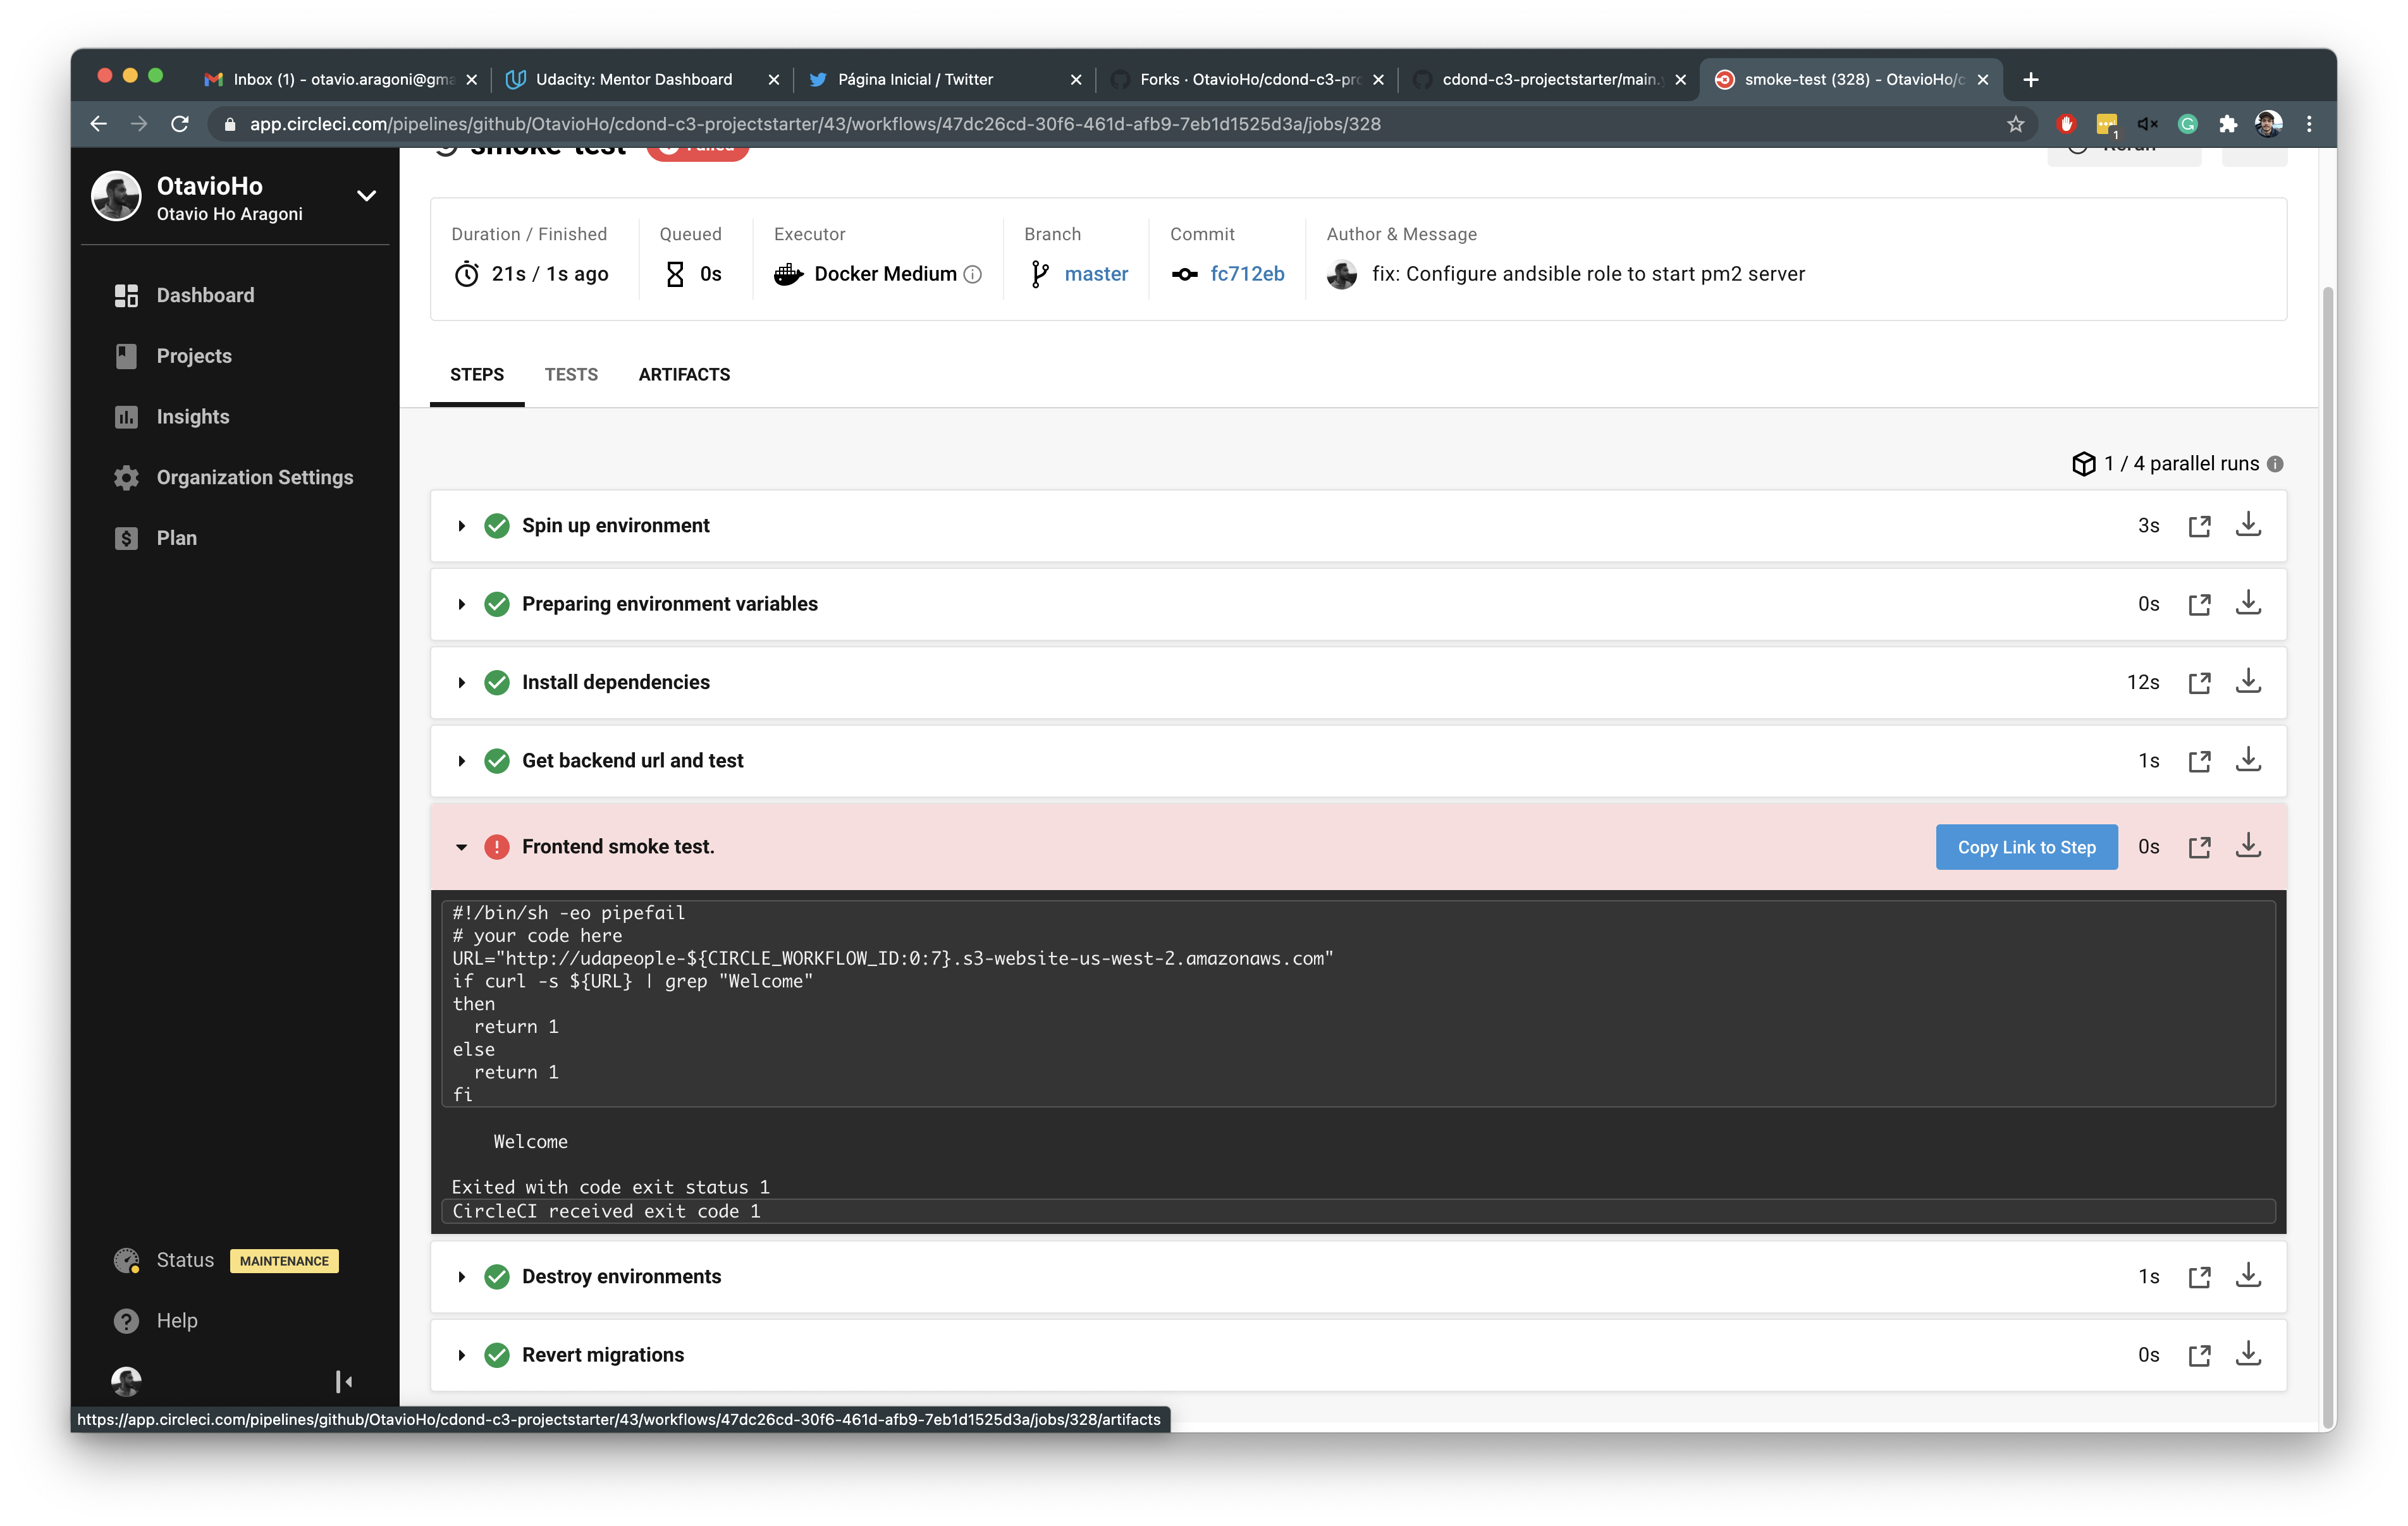 Inbox (1) - otavio.aragoni@gma
Udacity: Mentor Dashboard
Página Inicial / Twitter
Forks · OtavioHo/cdond-c3-pro
cdond-c3-projectstarter/main.y
smoke-test (328) - OtavioHo/c
app.circleci.com/pipelines/github/OtavioHo/cdond-c3-projectstarter/43/workflows/47dc26cd-30f6-461d-afb9-7eb1d1525d3a/jobs/328
1
OtavioHo
Otavio Ho Aragoni
Dashboard
Projects
Insights
Organization Settings
Plan
Status MAINTENANCE
Help
smoke-test Failed
Rerun
Duration / Finished
21s / 1s ago
Queued
0s
Executor
Docker Medium
Branch
master
Commit
fc712eb
Author & Message
fix: Configure andsible role to start pm2 server
STEPS TESTS ARTIFACTS
1 / 4 parallel runs
Spin up environment 3s
Preparing environment variables 0s
Install dependencies 12s
Get backend url and test 1s
Frontend smoke test. Copy Link to Step 0s
#!/bin/sh -eo pipefail
# your code here
URL="http://udapeople-${CIRCLE_WORKFLOW_ID:0:7}.s3-website-us-west-2.amazonaws.com"
if curl -s ${URL} | grep "Welcome"
then
return 1
else
return 1
fi
Welcome
Exited with code exit status 1
CircleCI received exit code 1
Destroy environments 1s
Revert migrations 0s
https://app.circleci.com/pipelines/github/OtavioHo/cdond-c3-projectstarter/43/workflows/47dc26cd-30f6-461d-afb9-7eb1d1525d3a/jobs/328/artifacts